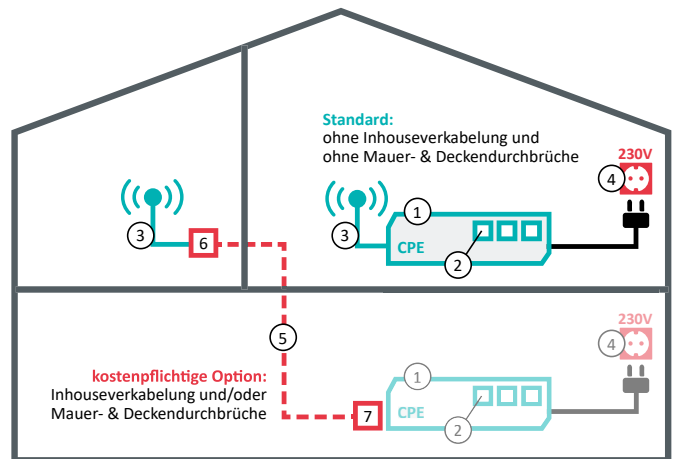 Standard:
ohne Inhouseverkabelung und
ohne Mauer- & Deckendurchbrüche
230V
4
1
3
6
3
CPE
2
5
230V
4
kostenpflichtige Option:
Inhouseverkabelung und/oder
Mauer- & Deckendurchbrüche
1
7
CPE
2